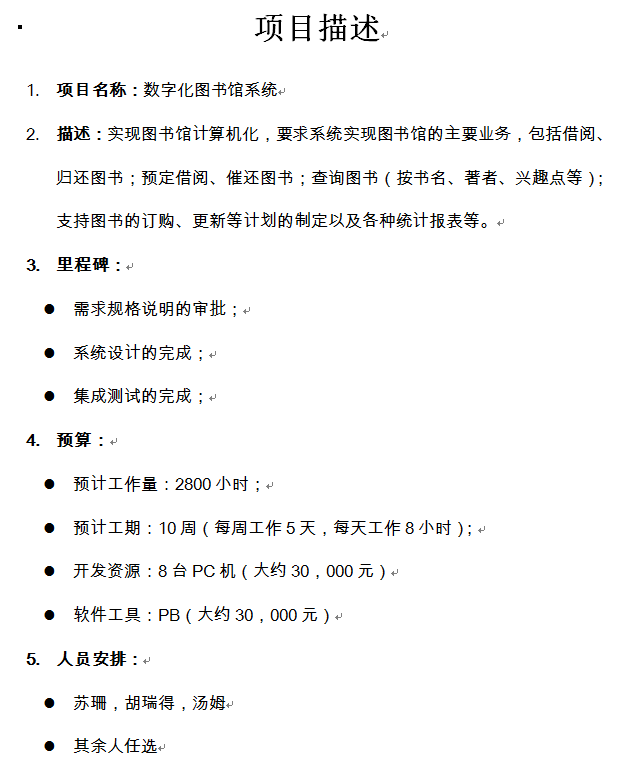 项目描述
1. 项目名称：数字化图书馆系统
2. 描述：实现图书馆计算机化，要求系统实现图书馆的主要业务，包括借阅、
归还图书；预定借阅、催还图书；查询图书（按书名、著者、兴趣点等）；
支持图书的订购、更新等计划的制定以及各种统计报表等。
3. 里程碑：
● 需求规格说明的审批；
● 系统设计的完成；
● 集成测试的完成；
4. 预算：
● 预计工作量：2800 小时；
● 预计工期：10 周（每周工作 5 天，每天工作 8 小时）；
● 开发资源：8 台 PC 机（大约 30，000 元）
● 软件工具：PB（大约 30，000 元）
5. 人员安排：
● 苏珊，胡瑞得，汤姆
● 其余人任选